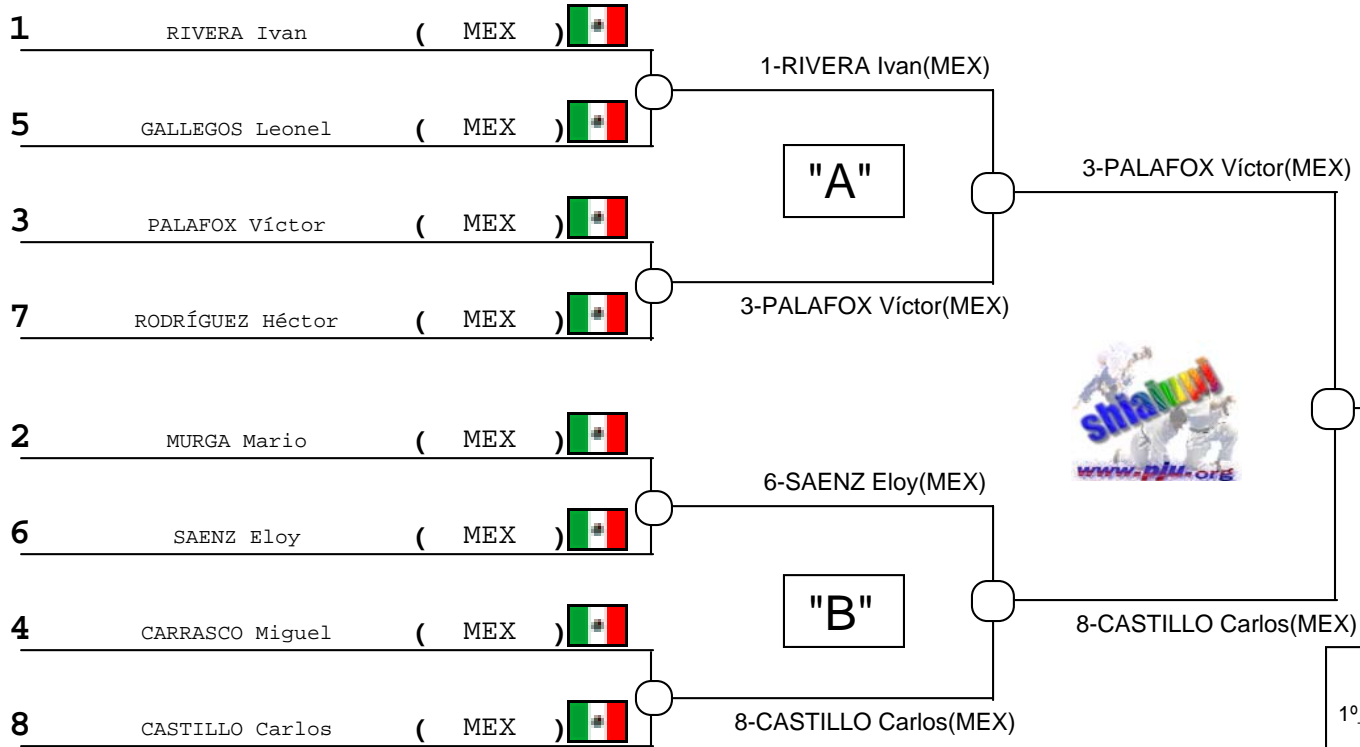 1 RIVERA Ivan ( MEX )
1-RIVERA Ivan(MEX)
5 GALLEGOS Leonel ( MEX )
"A"
3-PALAFOX Víctor(MEX)
3 PALAFOX Víctor ( MEX )
3-PALAFOX Víctor(MEX)
7 RODRÍGUEZ Héctor ( MEX )
2 MURGA Mario ( MEX )
www.pju.org
6-SAENZ Eloy(MEX)
6 SAENZ Eloy ( MEX )
"B"
8-CASTILLO Carlos(MEX)
4 CARRASCO Miguel ( MEX )
8-CASTILLO Carlos(MEX)
8 CASTILLO Carlos ( MEX )
1º